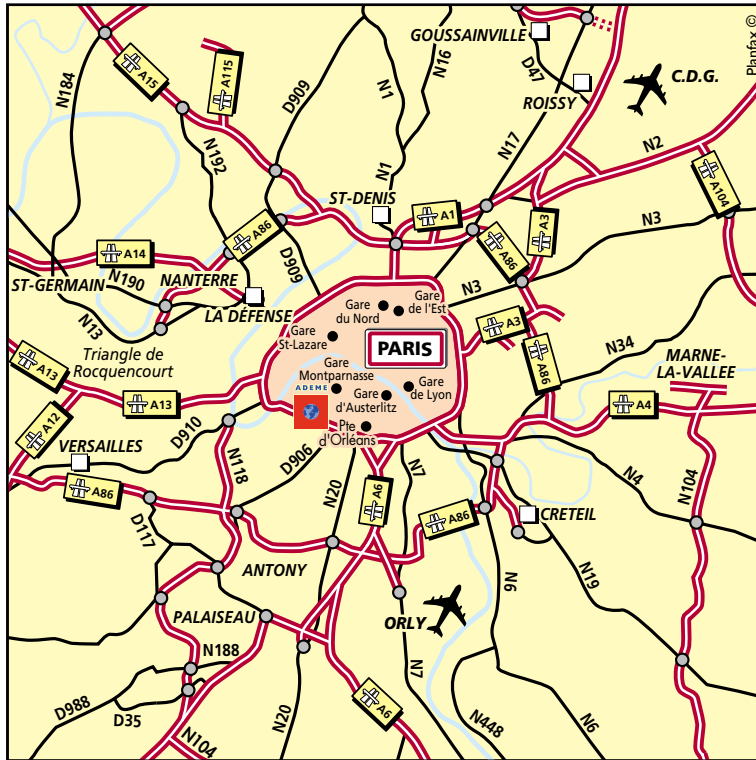 GOUSSAINVILLE
Planfax ©
N184
A15
A115
D909
N1
N16
D47
ROISSY
C.D.G.
N192
N1
N17
N2
A104
ST-DENIS
A1
A3
N3
A86
A86
A14
ST-GERMAIN
N190
NANTERRE
D909
N3
LA DÉFENSE
N13
Gare
du Nord
Gare
de l'Est
Gare
St-Lazare
PARIS
A3
N34
Triangle de
Rocquencourt
A13
A13
Gare
Montparnasse
ADEME
Gare
d'Austerlitz
Gare
de Lyon
A86
MARNE-
LA-VALLEE
A4
A12
D910
Pte
d'Orléans
VERSAILLES
N118
D906
N20
N7
A6
N4
N104
A86
A86
CRETEIL
D117
ANTONY
N6
N19
PALAISEAU
ORLY
N188
N7
D988
D35
N20
A6
N448
N6
N104